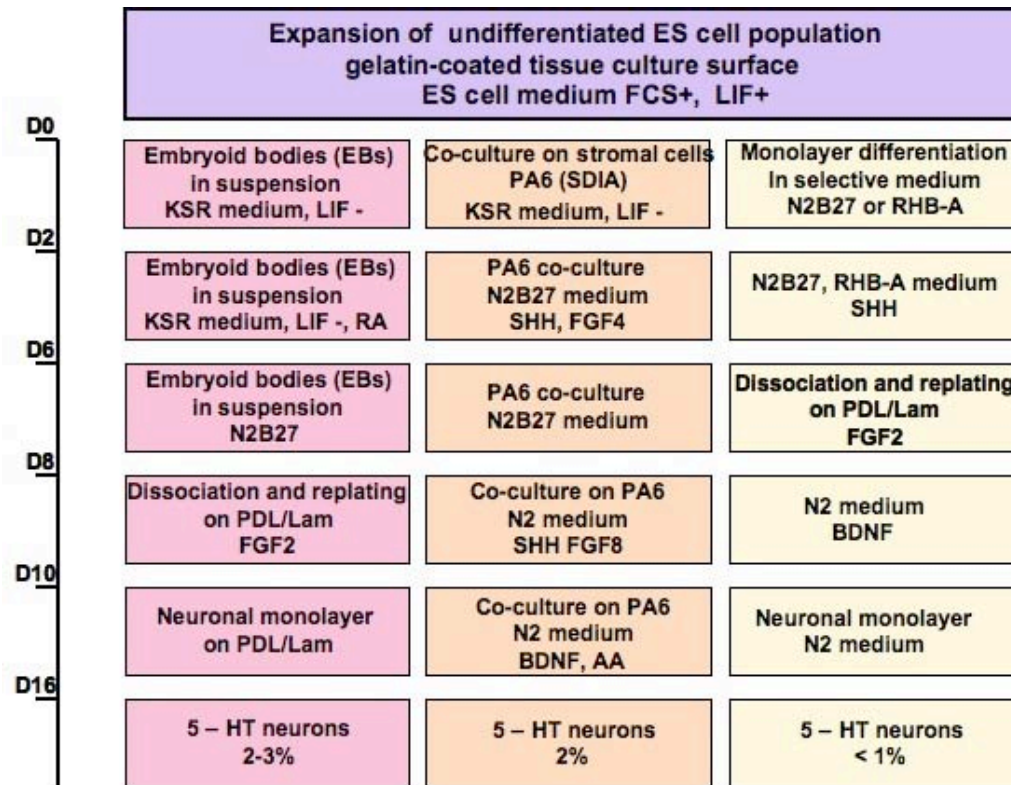 Expansion of undifferentiated ES cell population
gelatin-coated tissue culture surface
ES cell medium FCS+, LIF+
D0
Embryoid bodies (EBs)
in suspension
KSR medium, LIF -
Co-culture on stromal cells
PA6 (SDIA)
KSR medium, LIF -
Monolayer differentiation
In selective medium
N2B27 or RHB-A
D2
Embryoid bodies (EBs)
in suspension
KSR medium, LIF -, RA
PA6 co-culture
N2B27 medium
SHH, FGF4
N2B27, RHB-A medium
SHH
D6
Embryoid bodies (EBs)
in suspension
N2B27
PA6 co-culture
N2B27 medium
Dissociation and replating
on PDL/Lam
FGF2
D8
Dissociation and replating
on PDL/Lam
FGF2
Co-culture on PA6
N2 medium
SHH FGF8
N2 medium
BDNF
D10
Neuronal monolayer
on PDL/Lam
Co-culture on PA6
N2 medium
BDNF, AA
Neuronal monolayer
N2 medium
D16
5 – HT neurons
2-3%
5 – HT neurons
2%
5 – HT neurons
< 1%